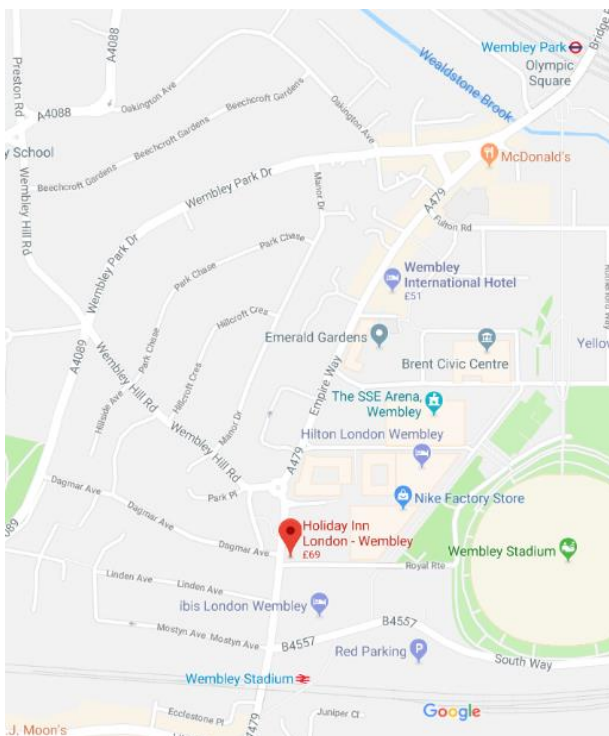 Wembley Park
Olympic
Square
Bridge
Wealdstone Brook
Preston Rd
A4088
A4088
Oakington Ave
Beechcroft Gardens
Beechcroft Gardens
Beechcroft Gardens
Oakington Ave
y School
McDonald's
Wembley Park Dr
Manor Dr
A479
Fulton Rd
Wembley Hill Rd
Park Chase
Wembley
International Hotel
£51
Wembley Park Dr
Park Chase
Hillcroft Cres
Emerald Gardens
Brent Civic Centre
Yellow
A4089
Wembley Hill Rd
Park Chase
Empire Way
The SSE Arena,
Wembley
Hillside Ave
Hillcroft Cres
Manor Dr
Hilton London Wembley
Wembley Hill Rd
A479
Dagmar Ave
Park Pl
Nike Factory Store
Holiday Inn
London - Wembley
£69
089
Dagmar Ave
Dagmar Ave
Royal Rte
Wembley Stadium
Linden Ave
Linden Ave
ibis London Wembley
Mostyn Ave
Mostyn Ave
B4557
B4557
Red Parking
P
South Way
Wembley Stadium
Ecclestone Pl
A479
Juniper Cl
Google
J. Moon's